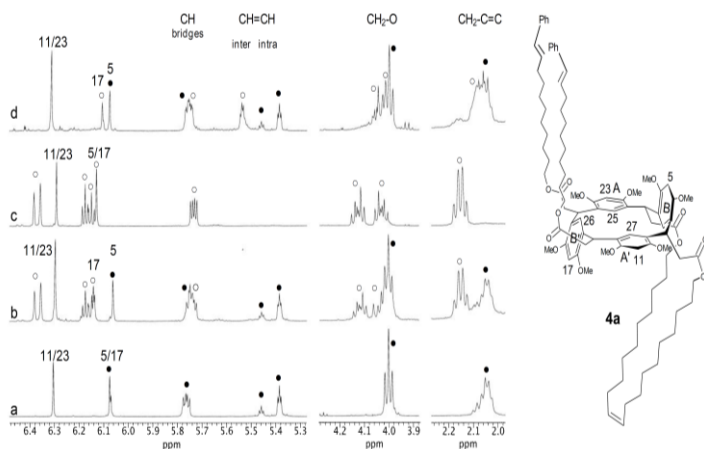 CH CH=CH CH2-O CH2-C=C
bridges inter intra
11/23 17 5
d
11/23 5/17
c
11/23 17 5
b
11/23 5/17
a
6.4 6.3 6.2 6.1 6.0 5.9 5.8 5.7 5.6 5.5 5.4 5.3
ppm
4.2 4.1 4.0 3.9
ppm
2.2 2.1 2.0
ppm
Ph
Ph
O O
O
MeO 23 A OMe MeO 5
OMe
B
26 25 O
O 27
B' MeO OMe O
17 A' 11 O
OMe O
4a